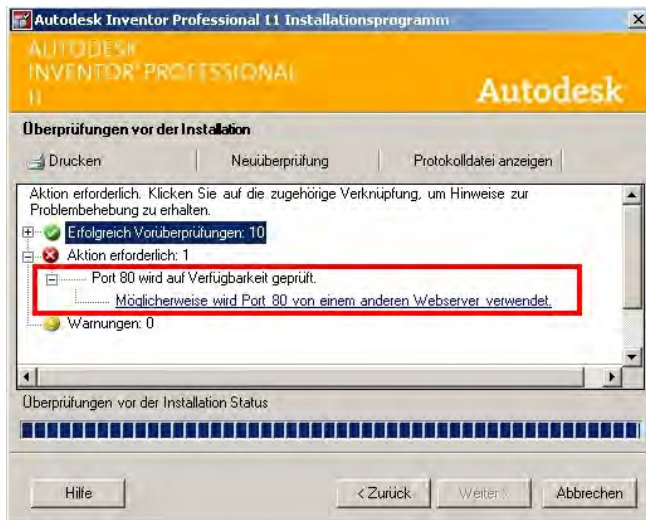 Autodesk Inventor Professional 11 Installationsprogramm
AUTODESK
INVENTOR® PROFESSIONAL
11
Autodesk
Überprüfungen vor der Installation
Drucken
Neuüberprüfung
Protokolldatei anzeigen
Aktion erforderlich. Klicken Sie auf die zugehörige Verknüpfung, um Hinweise zur
Problembehebung zu erhalten.
Erfolgreich Vorüberprüfungen: 10
Aktion erforderlich: 1
Port 80 wird auf Verfügbarkeit geprüft.
Möglicherweise wird Port 80 von einem anderen Webserver verwendet.
Warnungen: 0
Überprüfungen vor der Installation Status
Hilfe
< Zurück
Weiter >
Abbrechen